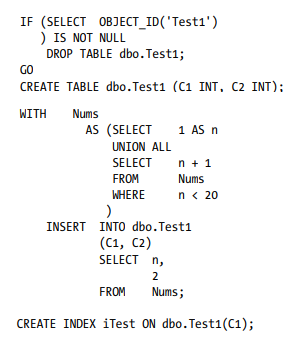 IF (SELECT OBJECT_ID('Test1')
) IS NOT NULL
DROP TABLE dbo.Test1;
GO
CREATE TABLE dbo.Test1 (C1 INT, C2 INT);
WITH Nums
AS (SELECT 1 AS n
UNION ALL
SELECT n + 1
FROM Nums
WHERE n < 20
)
INSERT INTO dbo.Test1
(C1, C2)
SELECT n,
2
FROM Nums;
CREATE INDEX iTest ON dbo.Test1(C1);